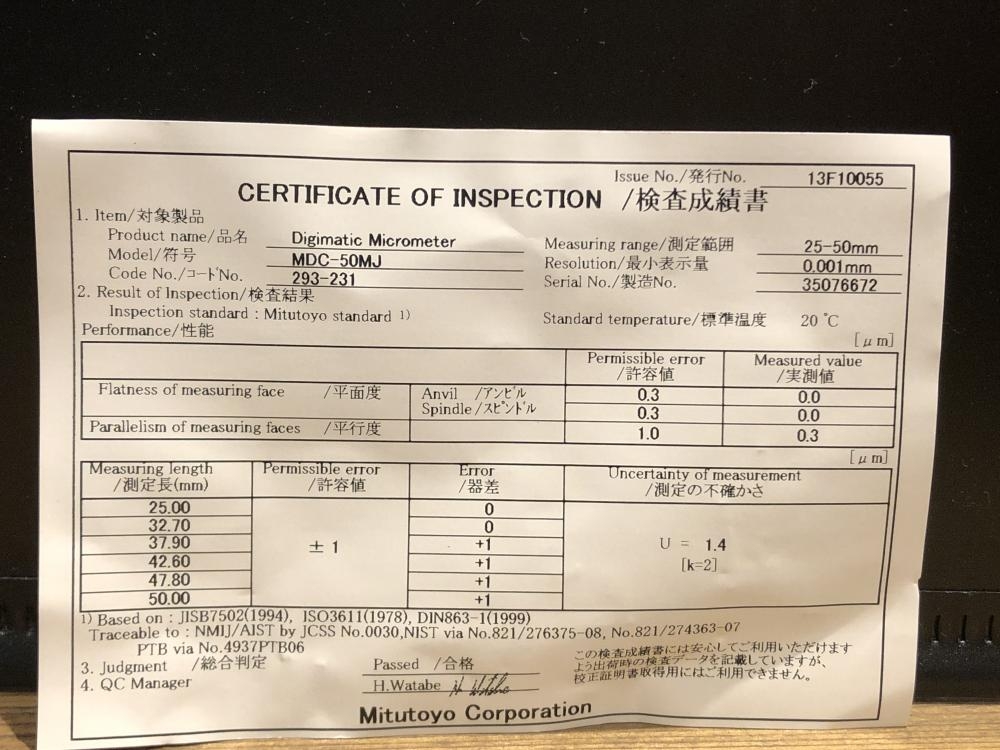 Issue No./発行No. 13F10055
CERTIFICATE OF INSPECTION /検査成績書
1. Item/対象製品
Product name/品名 Digimatic Micrometer Measuring range/測定範囲 25-50mm
Model/符号 MDC-50MJ Resolution/最小表示量 0.001mm
Code No./コードNo. 293-231 Serial No./製造No. 35076672
2. Result of Inspection/検査結果
Inspection standard : Mitutoyo standard 1) Standard temperature/標準温度 20 ℃
Performance/性能 [μm]
Permissible error Measured value
/許容値 /実測値
Flatness of measuring face /平面度 Anvil /アンビル 0.3 0.0
Spindle/スピンドル 0.3 0.0
Parallelism of measuring faces /平行度 1.0 0.3
[μm]
Measuring length Permissible error Error Uncertainty of measurement
/測定長(mm) /許容値 /器差 /測定の不確かさ
25.00 0
32.70 0
37.90 ±1 +1 U = 1.4
42.60 +1 [k=2]
47.80 +1
50.00 +1
1) Based on : JISB7502(1994), ISO3611(1978), DIN863-1(1999)
Traceable to : NMIJ/AIST by JCSS No.0030,NIST via No.821/276375-08, No.821/274363-07
PTB via No.4937PTB06
3. Judgment /総合判定 Passed /合格
4. QC Manager H.Watabe H Watabe
この検査成績書には安心してご利用いただけます
よう出荷時の検査データを記載していますが、
校正証明書取得用にはご利用できません。
Mitutoyo Corporation